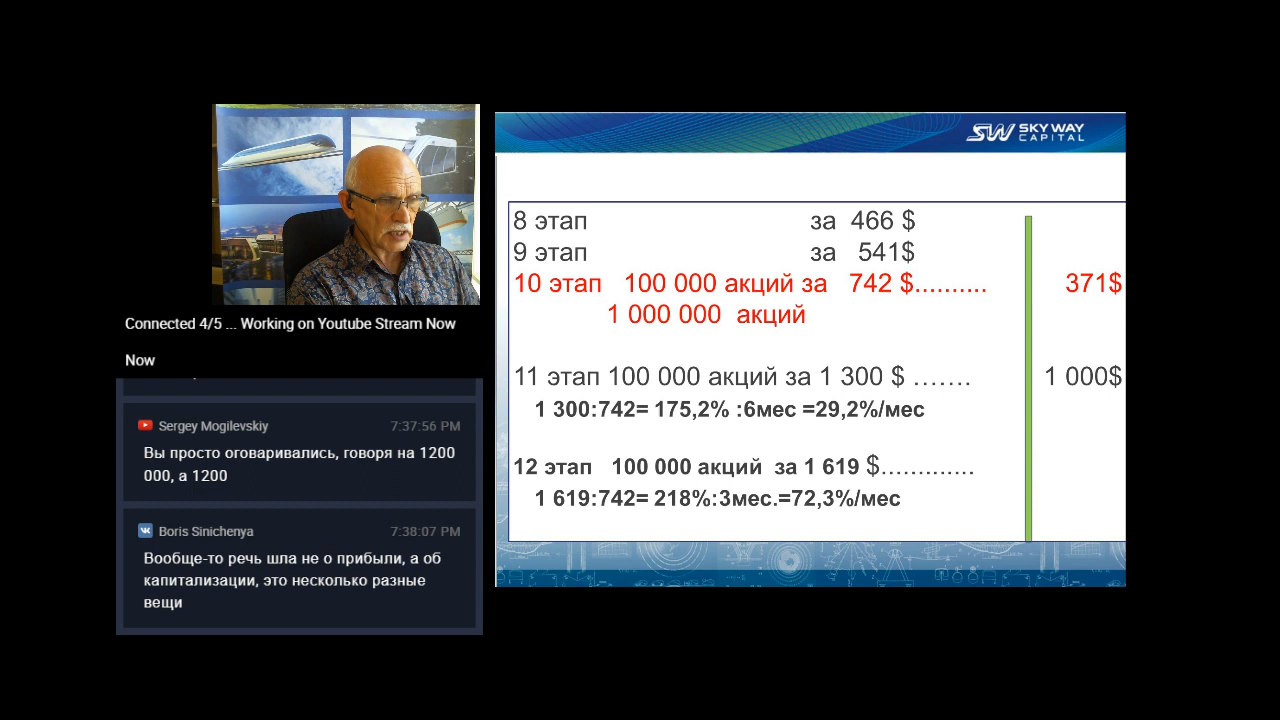 SW SKY WAY
CAPITAL
8 этап за 466 $
9 этап за 541$
10 этап 100 000 акций за 742 $.......... 371$
1 000 000 акций
11 этап 100 000 акций за 1 300 $ ……. 1 000$
1 300:742= 175,2% :6мес =29,2%/мес
12 этап 100 000 акций за 1 619 $.............
1 619:742= 218%:3мес.=72,3%/мес
Connected 4/5 ... Working on Youtube Stream Now
Now
Sergey Mogilevskiy 7:37:56 PM
Вы просто оговаривались, говоря на 1200
000, а 1200
Boris Sinichenya 7:38:07 PM
Вообще-то речь шла не о прибыли, а об
капитализации, это несколько разные
вещи